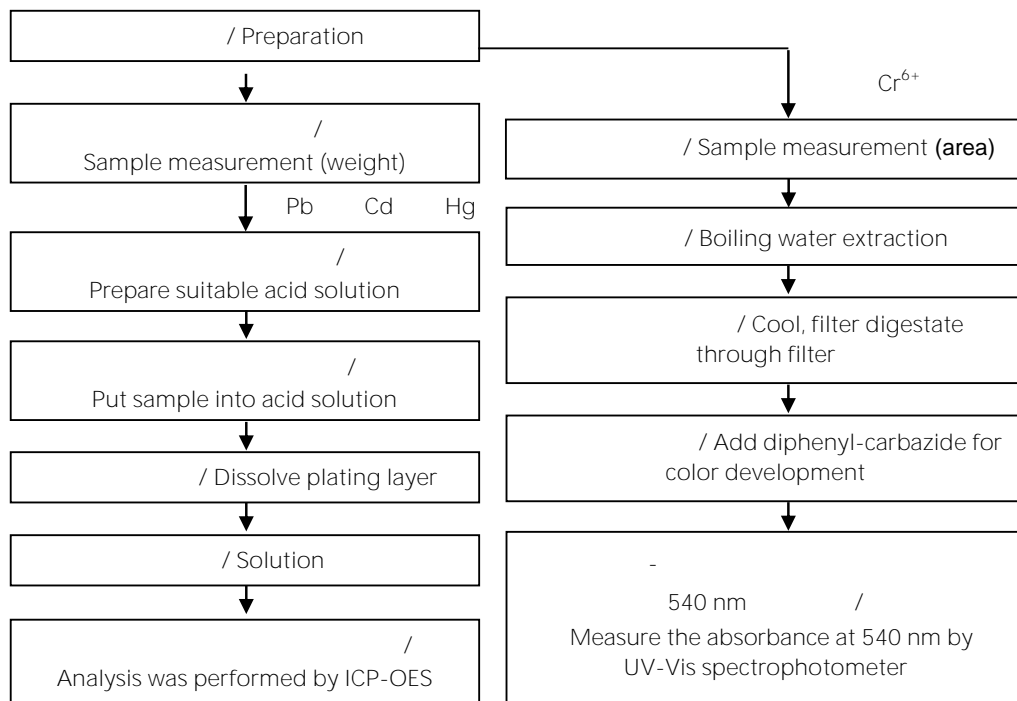 / Preparation
/
Sample measurement (weight)
Pb Cd Hg
/
Prepare suitable acid solution
/
Put sample into acid solution
/ Dissolve plating layer
/ Solution
/
Analysis was performed by ICP-OES
Cr⁶⁺
/ Sample measurement (area)
/ Boiling water extraction
/ Cool, filter digestate
through filter
/ Add diphenyl-carbazide for
color development
-
540 nm /
Measure the absorbance at 540 nm by
UV-Vis spectrophotometer